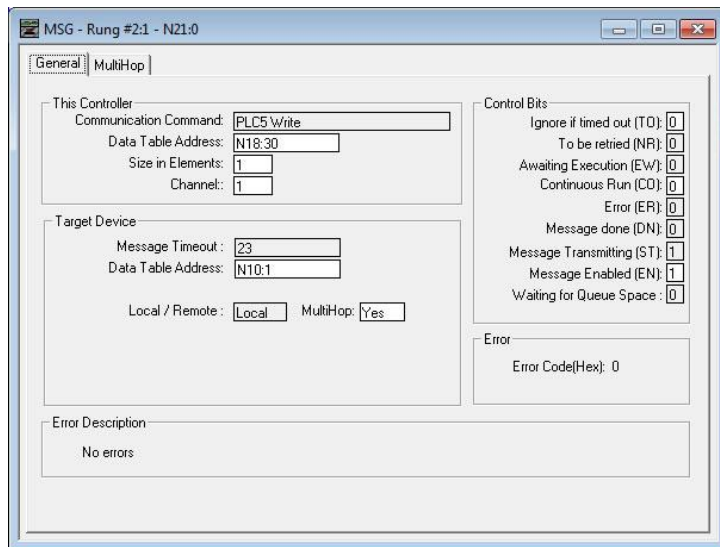 MSG - Rung #2:1 - N21:0
General MultiHop
This Controller
Communication Command: PLC5 Write
Data Table Address: N18:30
Size in Elements: 1
Channel:: 1
Target Device
Message Timeout : 23
Data Table Address: N10:1
Local / Remote : Local MultiHop: Yes
Control Bits
Ignore if timed out (TO): 0
To be retried (NR): 0
Awaiting Execution (EW): 0
Continuous Run (CO): 0
Error (ER): 0
Message done (DN): 0
Message Transmitting (ST): 1
Message Enabled (EN): 1
Waiting for Queue Space : 0
Error
Error Code(Hex): 0
Error Description
No errors